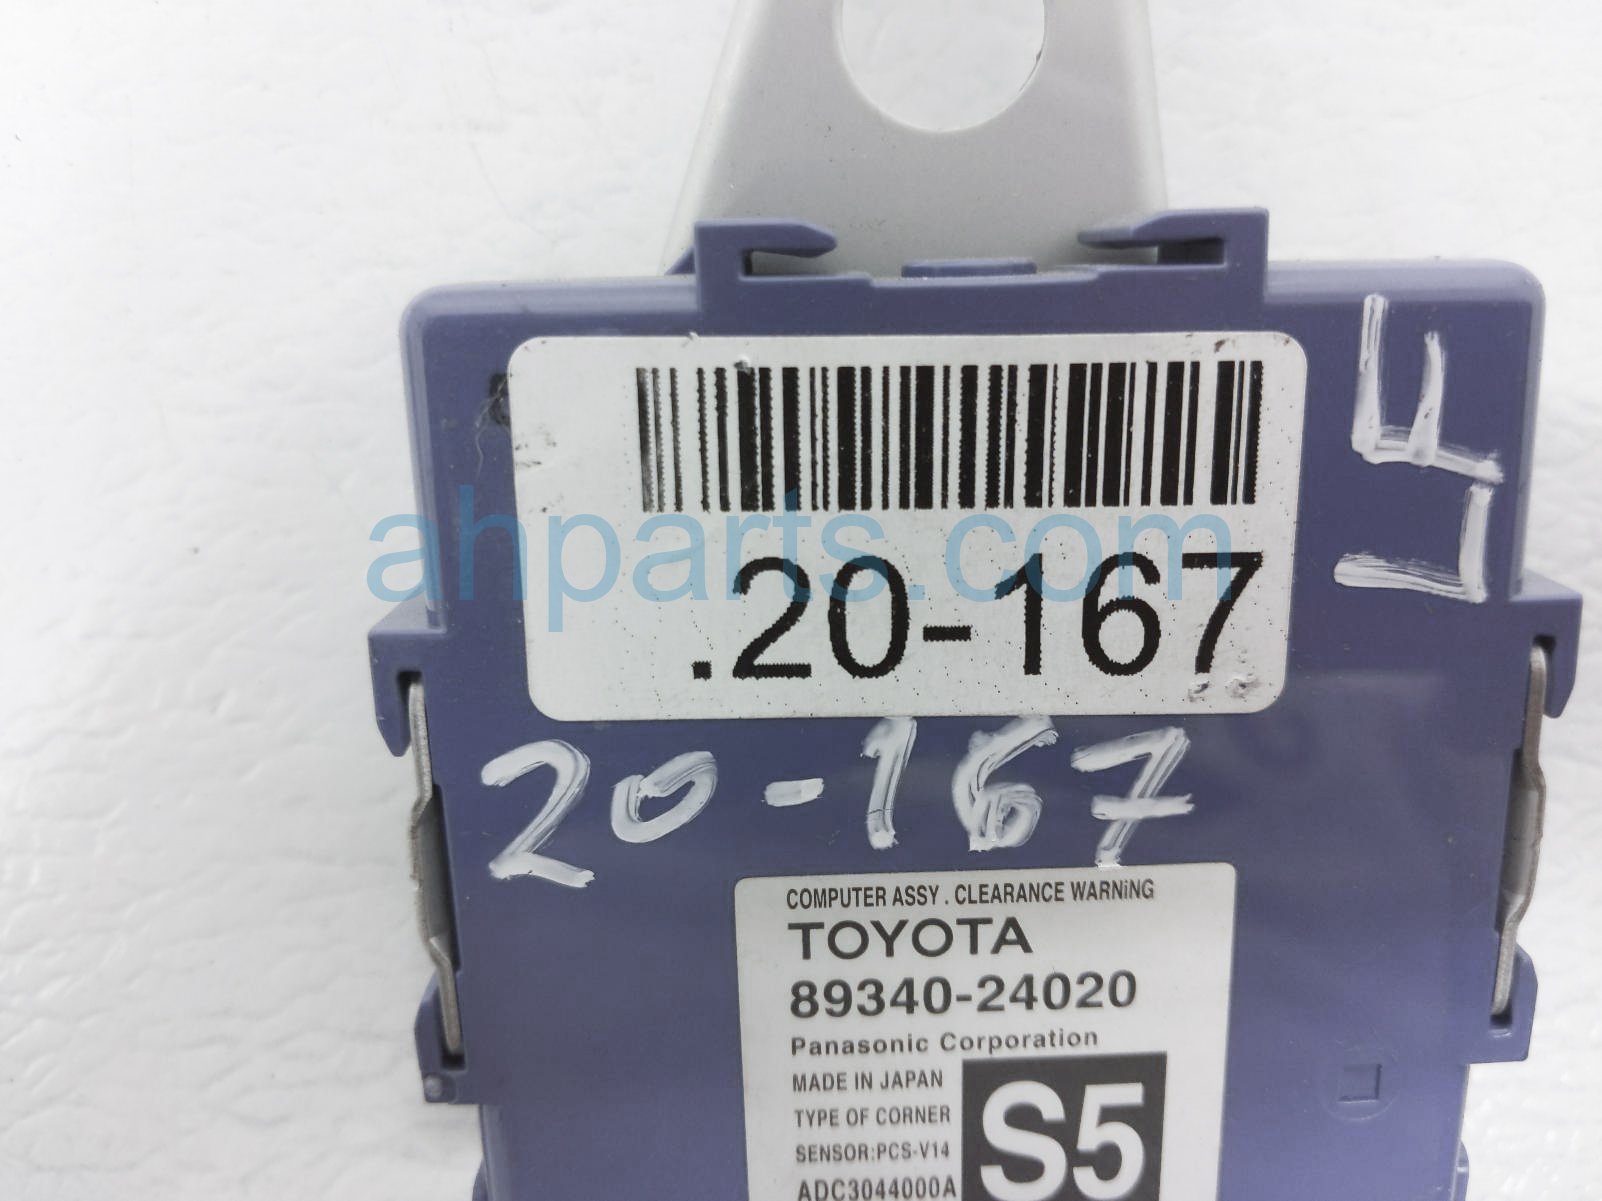 .20-167
ahparts.com
20-167
COMPUTER ASSY . CLEARANCE WARNiNG
TOYOTA
89340-24020
Panasonic Corporation
MADE IN JAPAN
TYPE OF CORNER
SENSOR:PCS-V14
ADC3044000A
S5